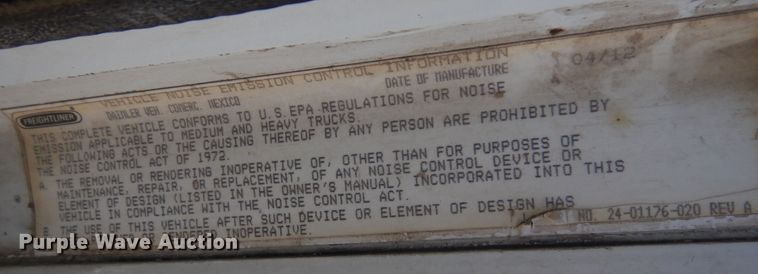 VEHICLE NOISE EMISSION CONTROL INFORMATION
FREIGHTLINER DAIMLER VEH. COMERC. MEXICO DATE OF MANUFACTURE 04/12
THIS COMPLETE VEHICLE CONFORMS TO U.S. EPA REGULATIONS FOR NOISE
EMISSION APPLICABLE TO MEDIUM AND HEAVY TRUCKS.
THE FOLLOWING ACTS OR THE CAUSING THEREOF BY ANY PERSON ARE PROHIBITED BY
THE NOISE CONTROL ACT OF 1972.
A. THE REMOVAL OR RENDERING INOPERATIVE OF, OTHER THAN FOR PURPOSES OF
MAINTENANCE, REPAIR, OR REPLACEMENT, OF ANY NOISE CONTROL DEVICE OR
ELEMENT OF DESIGN (LISTED IN THE OWNER'S MANUAL) INCORPORATED INTO THIS
VEHICLE IN COMPLIANCE WITH THE NOISE CONTROL ACT.
B. THE USE OF THIS VEHICLE AFTER SUCH DEVICE OR ELEMENT OF DESIGN HAS
OR RENDERED INOPERATIVE.
NO. 24-01176-020 REV A
Purple Wave Auction